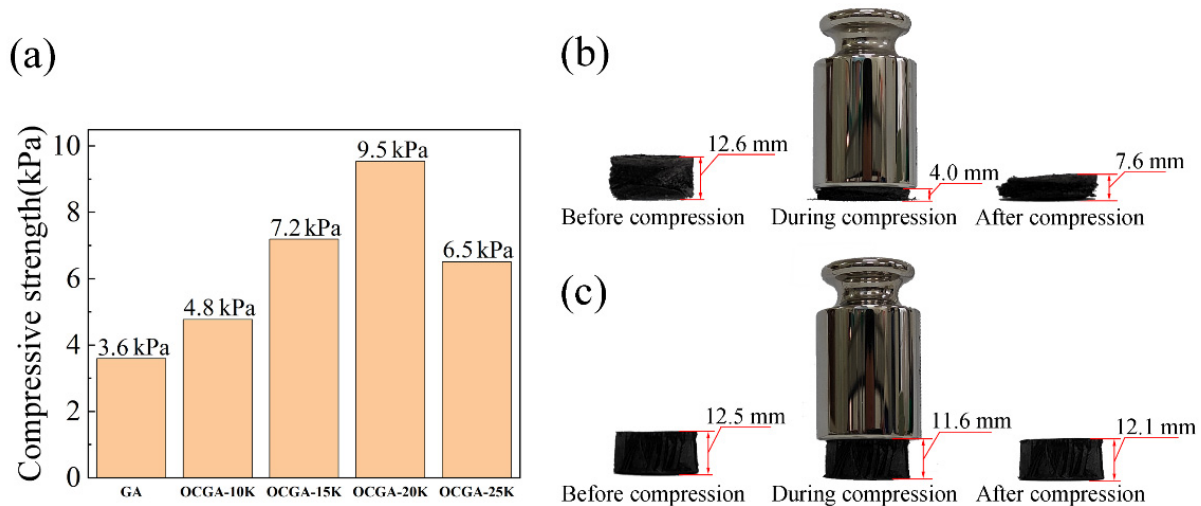 (a)
Compressive strength(kPa)
10
8
6
4
2
0
3.6 kPa
4.8 kPa
7.2 kPa
9.5 kPa
6.5 kPa
GA
OCGA-10K
OCGA-15K
OCGA-20K
OCGA-25K
(b)
12.6 mm
4.0 mm
7.6 mm
Before compression
During compression
After compression
(c)
12.5 mm
11.6 mm
12.1 mm
Before compression
During compression
After compression